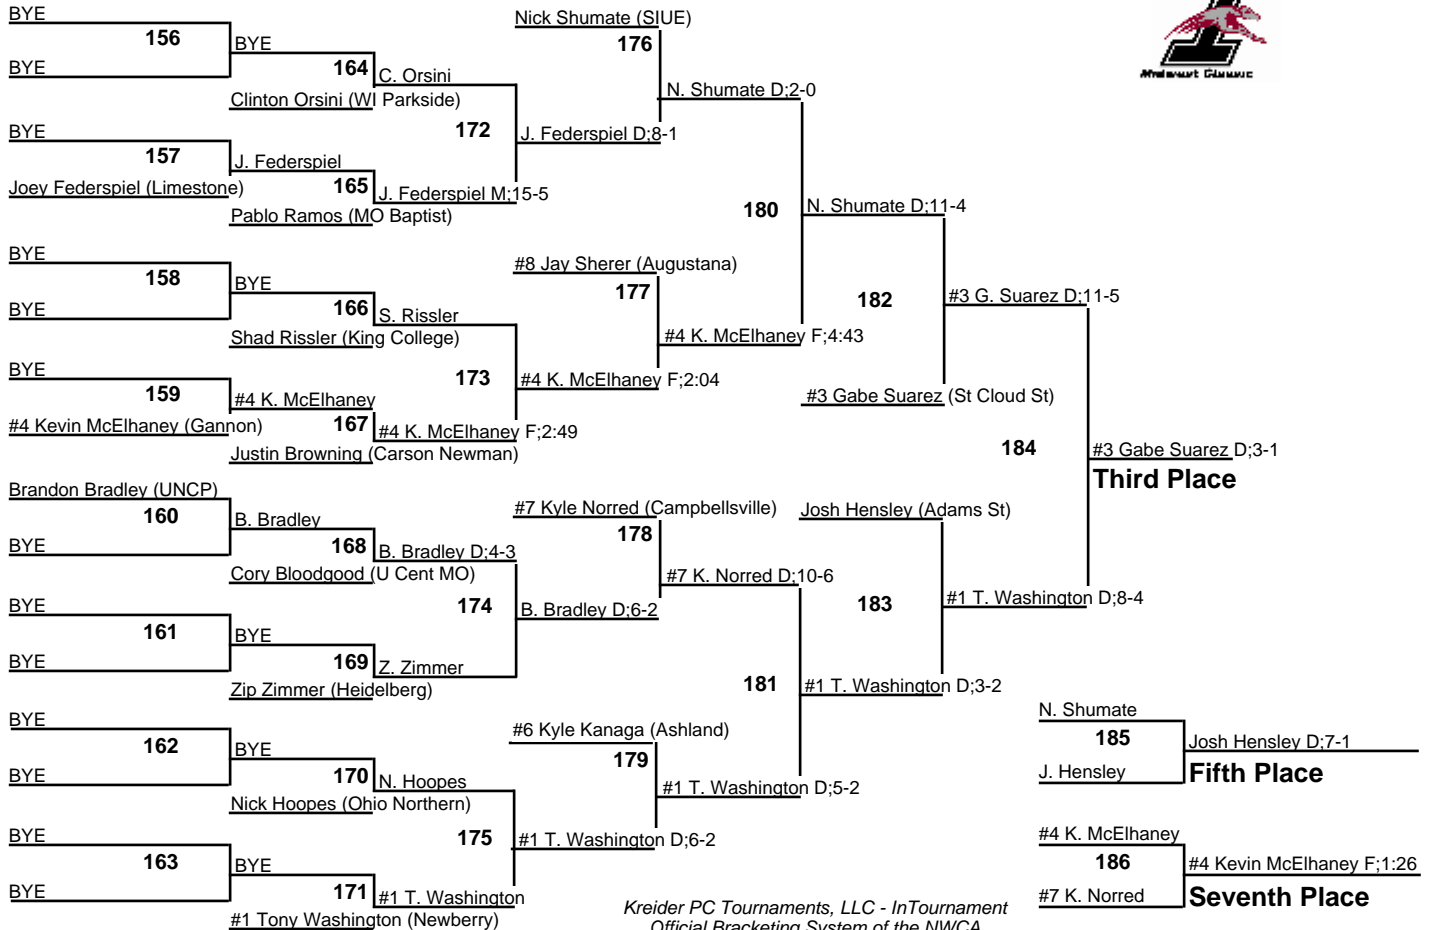 BYE
156
BYE
BYE
164
C. Orsini
Clinton Orsini (WI Parkside)
172
J. Federspiel D;8-1
BYE
157
J. Federspiel
Joey Federspiel (Limestone)
165
J. Federspiel M;15-5
Pablo Ramos (MO Baptist)
Nick Shumate (SIUE)
176
N. Shumate D;2-0
Midwest Classic
180
N. Shumate D;11-4
BYE
158
BYE
BYE
166
S. Rissler
Shad Rissler (King College)
#8 Jay Sherer (Augustana)
177
#4 K. McElhaney F;4:43
173
#4 K. McElhaney F;2:04
BYE
159
#4 K. McElhaney
#4 Kevin McElhaney (Gannon)
167
#4 K. McElhaney F;2:49
Justin Browning (Carson Newman)
182
#3 G. Suarez D;11-5
#3 Gabe Suarez (St Cloud St)
184
#3 Gabe Suarez D;3-1
Third Place
Brandon Bradley (UNCP)
160
B. Bradley
BYE
168
B. Bradley D;4-3
Cory Bloodgood (U Cent MO)
#7 Kyle Norred (Campbellsville)
178
#7 K. Norred D;10-6
174
B. Bradley D;6-2
Josh Hensley (Adams St)
183
#1 T. Washington D;8-4
BYE
161
BYE
BYE
169
Z. Zimmer
Zip Zimmer (Heidelberg)
181
#1 T. Washington D;3-2
BYE
162
BYE
BYE
170
N. Hoopes
Nick Hoopes (Ohio Northern)
#6 Kyle Kanaga (Ashland)
179
#1 T. Washington D;5-2
175
#1 T. Washington D;6-2
BYE
163
BYE
BYE
171
#1 T. Washington
#1 Tony Washington (Newberry)
N. Shumate
185
Josh Hensley D;7-1
J. Hensley
Fifth Place
#4 K. McElhaney
186
#4 Kevin McElhaney F;1:26
#7 K. Norred
Seventh Place
Kreider PC Tournaments, LLC - InTournament
Official Bracketing System of the NWCA